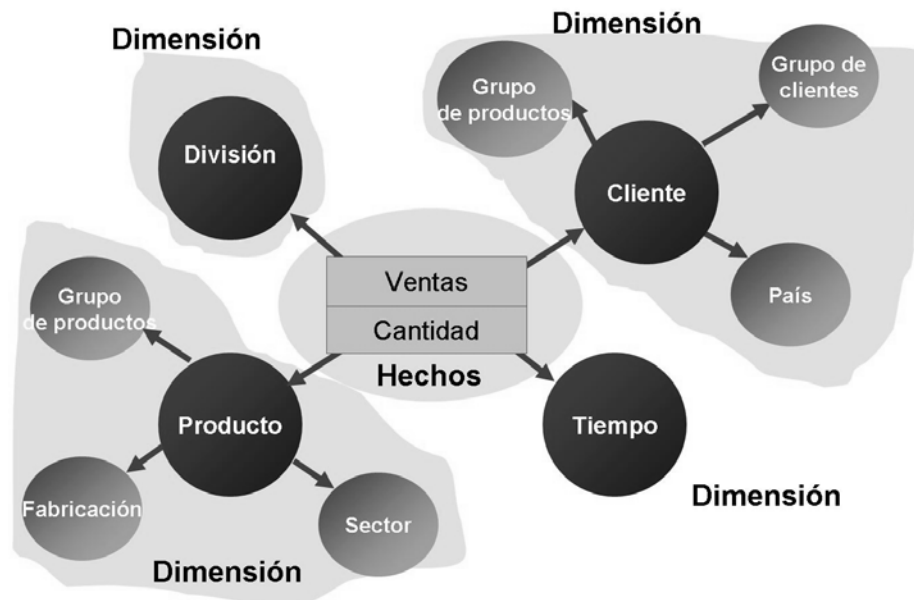 Dimensión
División
Dimensión
Grupo
de productos
Grupo de
clientes
Cliente
País
Ventas
Cantidad
Hechos
Grupo
de productos
Producto
Fabricación
Sector
Dimensión
Tiempo
Dimensión